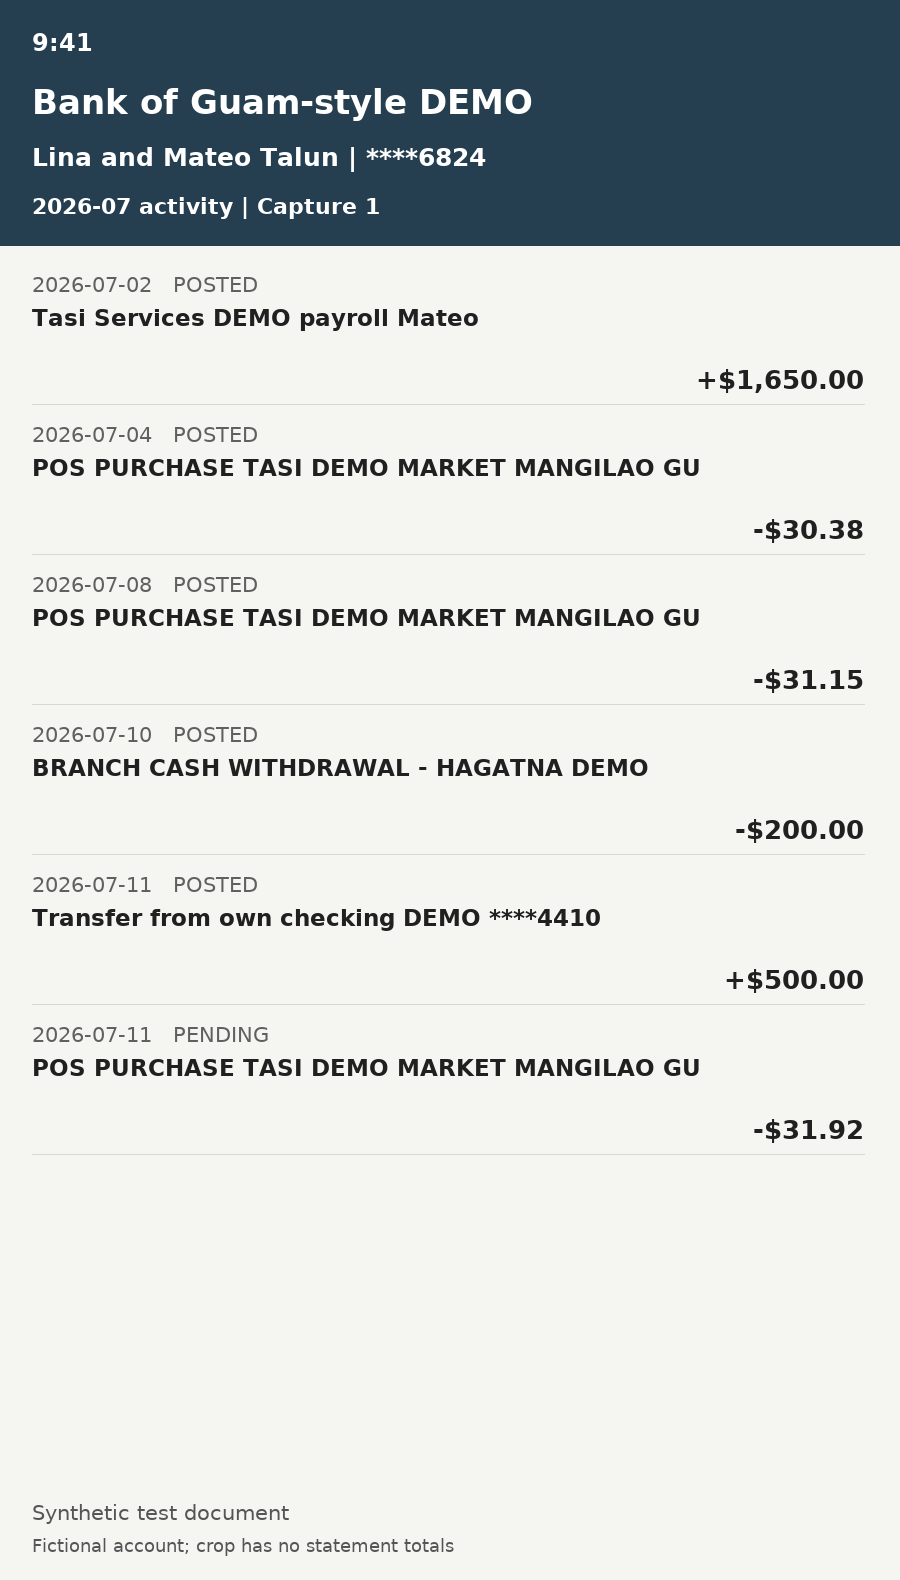 9:41
Bank of Guam-style DEMO
Lina and Mateo Talun | ****6824
2026-07 activity | Capture 1
2026-07-02 POSTED
Tasi Services DEMO payroll Mateo
+$1,650.00
2026-07-04 POSTED
POS PURCHASE TASI DEMO MARKET MANGILAO GU
-$30.38
2026-07-08 POSTED
POS PURCHASE TASI DEMO MARKET MANGILAO GU
-$31.15
2026-07-10 POSTED
BRANCH CASH WITHDRAWAL - HAGATNA DEMO
-$200.00
2026-07-11 POSTED
Transfer from own checking DEMO ****4410
+$500.00
2026-07-11 PENDING
POS PURCHASE TASI DEMO MARKET MANGILAO GU
-$31.92
Synthetic test document
Fictional account; crop has no statement totals